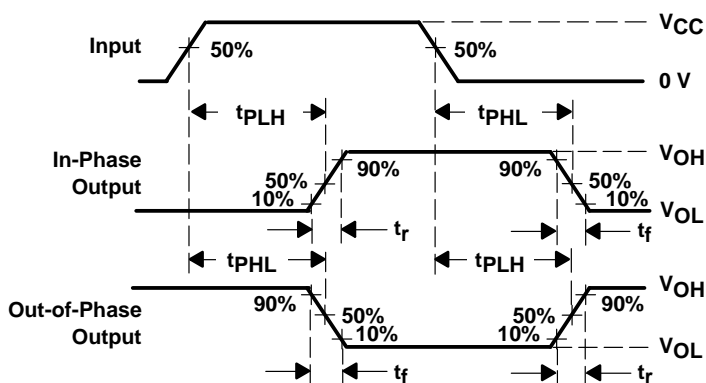 VCC
Input
50%
50%
0 V
tPLH
tPHL
In-Phase
Output
VOH
90%
90%
50%
50%
10%
10%
VOL
tr
tf
tPHL
tPLH
Out-of-Phase
Output
VOH
90%
90%
50%
50%
10%
10%
VOL
tf
tr